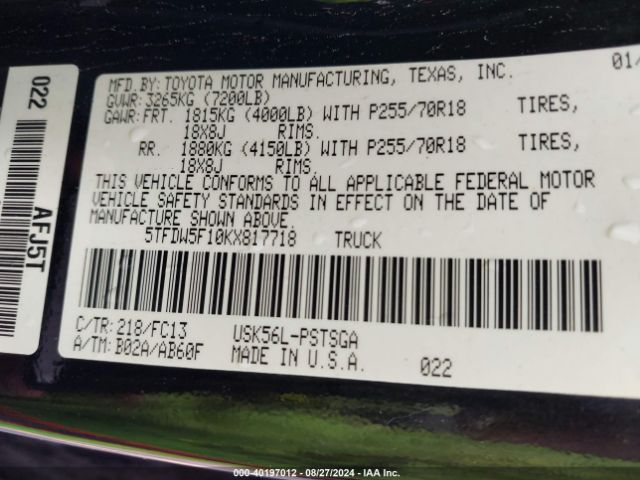 MFD.BY: TOYOTA MOTOR MANUFACTURING, TEXAS, INC. 01/
GVWR: 3265KG (7200LB)
GAWR: FRT. 1815KG (4000LB) WITH P255/70R18 TIRES,
18X8J RIMS.
RR. 1880KG (4150LB) WITH P255/70R18 TIRES,
18X8J RIMS.
THIS VEHICLE CONFORMS TO ALL APPLICABLE FEDERAL MOTOR
VEHICLE SAFETY STANDARDS IN EFFECT ON THE DATE OF
MANUFACTURE SHOWN ABOVE.
5TFDW5F10KX817718 TRUCK
C/TR: 218/FC13 USK56L-PSTSGA
A/TM: B02A/AB60F MADE IN U.S.A. 022
022
AFJ5T
000-40197012 - 08/27/2024 - IAA Inc.